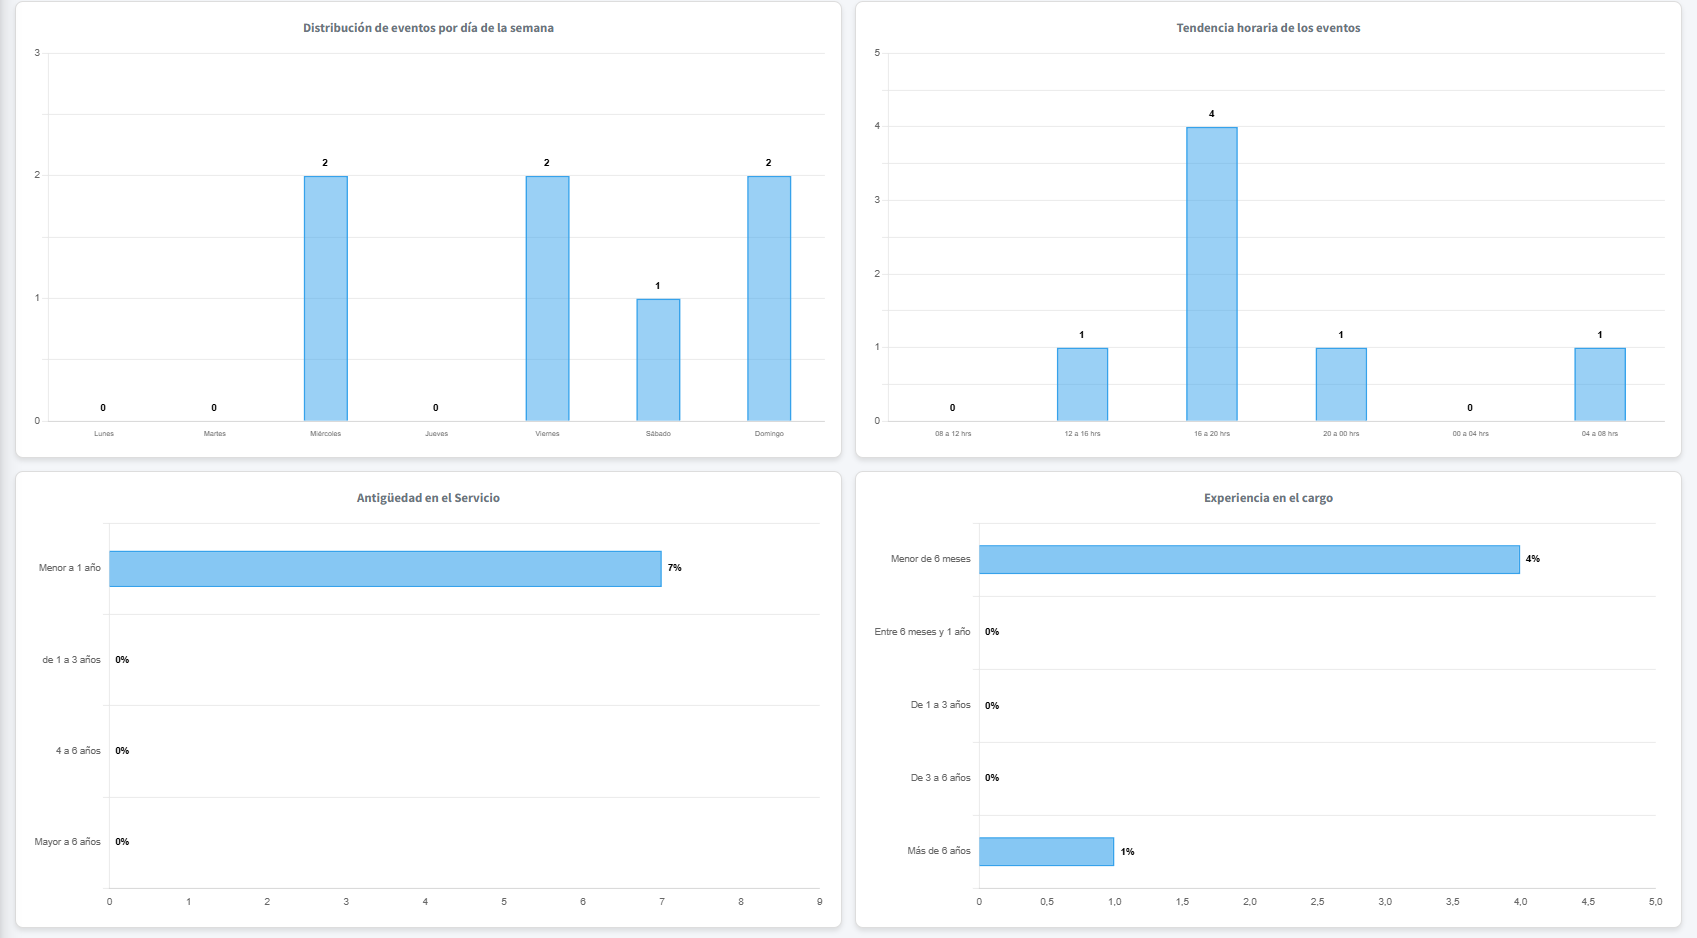 Distribución de eventos por día de la semana
3
2
1
0
0
0
2
0
2
1
2
Lunes
Martes
Miércoles
Jueves
Viernes
Sábado
Domingo
Tendencia horaria de los eventos
5
4
3
2
1
0
0
1
4
1
0
1
08 a 12 hrs
12 a 16 hrs
16 a 20 hrs
20 a 00 hrs
00 a 04 hrs
04 a 08 hrs
Antigüedad en el Servicio
Menor a 1 año 7%
de 1 a 3 años 0%
4 a 6 años 0%
Mayor a 6 años 0%
0 1 2 3 4 5 6 7 8 9
Experiencia en el cargo
Menor de 6 meses 4%
Entre 6 meses y 1 año 0%
De 1 a 3 años 0%
De 3 a 6 años 0%
Más de 6 años 1%
0 0,5 1,0 1,5 2,0 2,5 3,0 3,5 4,0 4,5 5,0